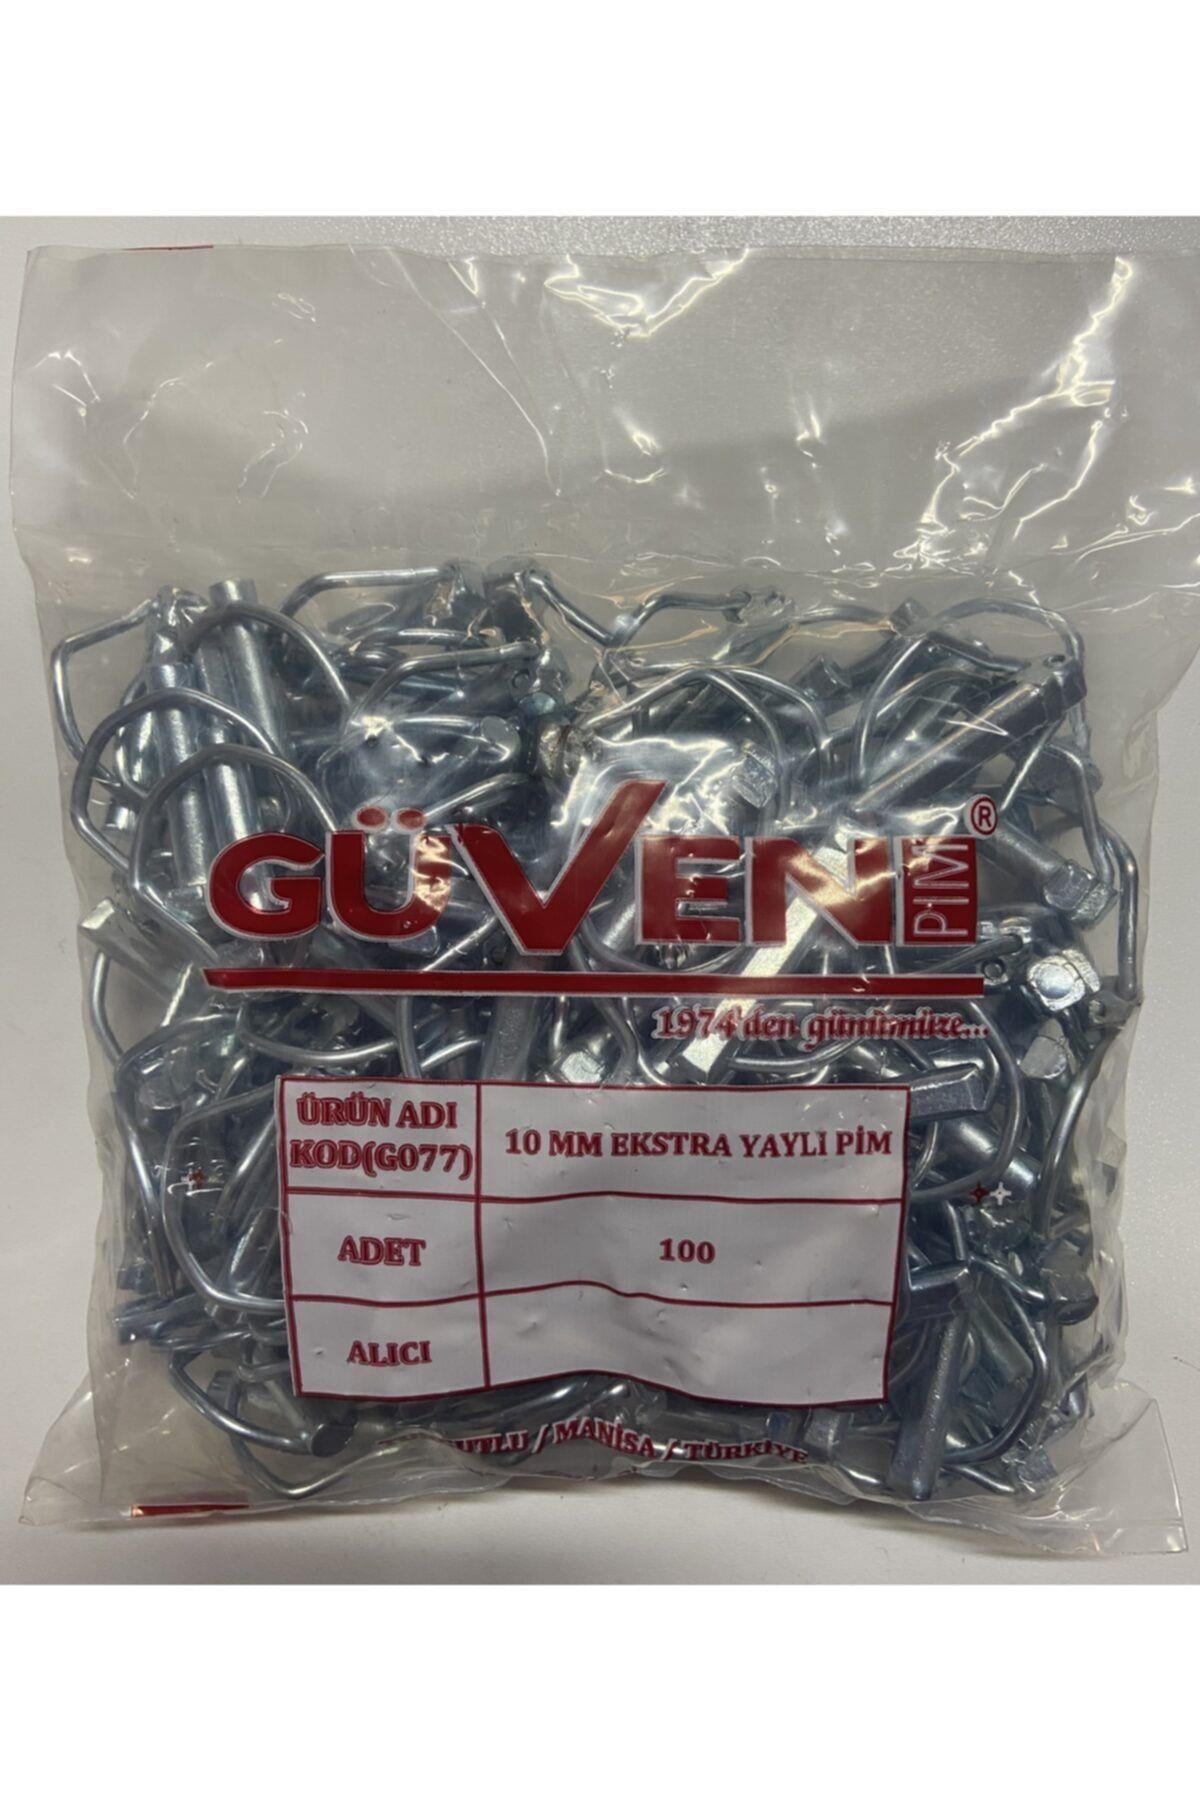 GÜVEN PİM ®
1974'den günümüze...
ÜRÜN ADI
KOD(G077)
10 MM EKSTRA YAYLI PİM
ADET
100
ALICI
/ MANİSA / TÜRKİYE